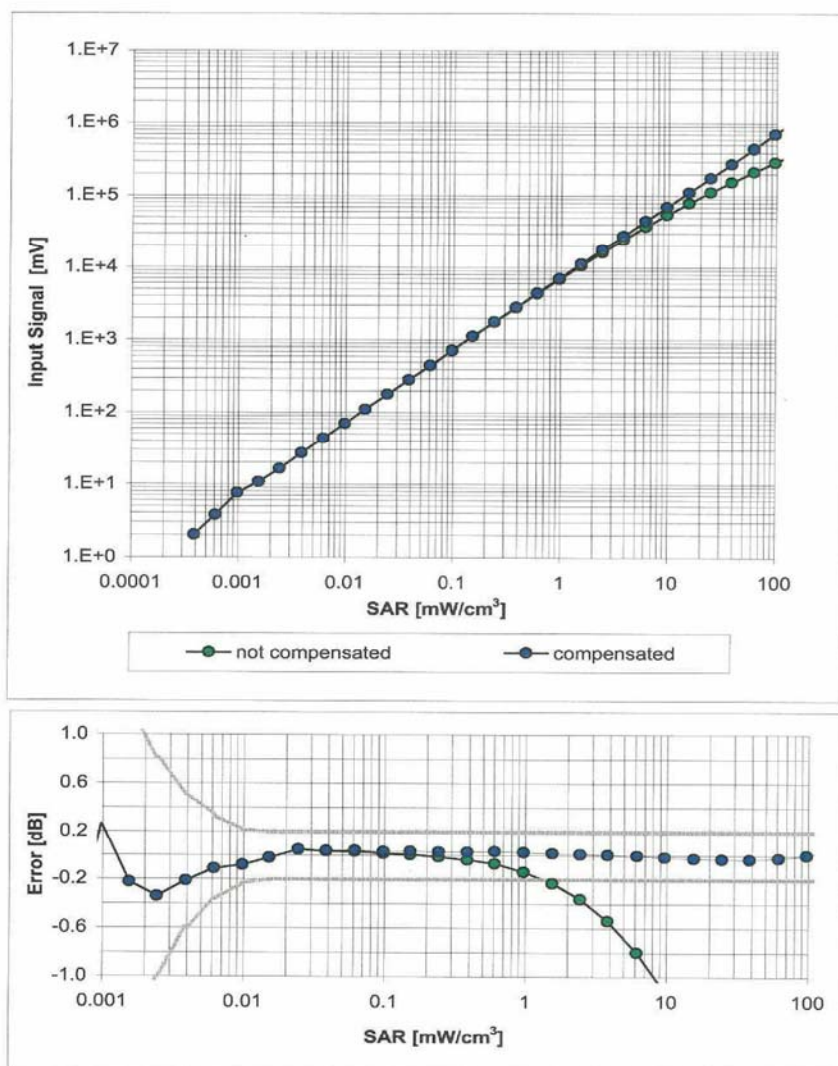 1.E+7
1.E+6
1.E+5
1.E+4
1.E+3
1.E+2
1.E+1
1.E+0
Input Signal [mV]
0.0001 0.001 0.01 0.1 1 10 100
SAR [mW/cm³]
not compensated compensated
1.0
0.6
0.2
-0.2
-0.6
-1.0
Error [dB]
0.001 0.01 0.1 1 10 100
SAR [mW/cm³]